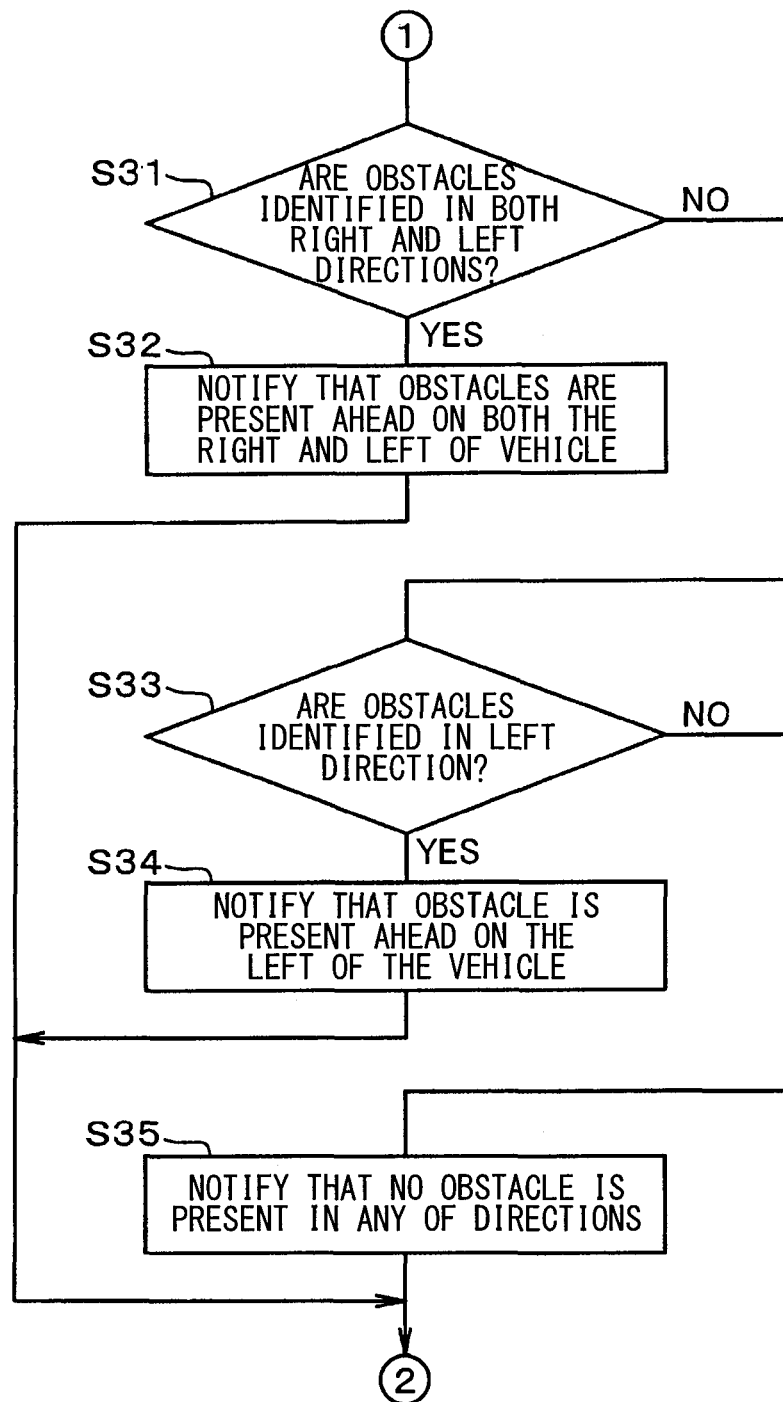 1
S31
ARE OBSTACLES
IDENTIFIED IN BOTH
RIGHT AND LEFT
DIRECTIONS?
NO
YES
S32
NOTIFY THAT OBSTACLES ARE
PRESENT AHEAD ON BOTH THE
RIGHT AND LEFT OF VEHICLE
S33
ARE OBSTACLES
IDENTIFIED IN LEFT
DIRECTION?
NO
YES
S34
NOTIFY THAT OBSTACLE IS
PRESENT AHEAD ON THE
LEFT OF THE VEHICLE
S35
NOTIFY THAT NO OBSTACLE IS
PRESENT IN ANY OF DIRECTIONS
2